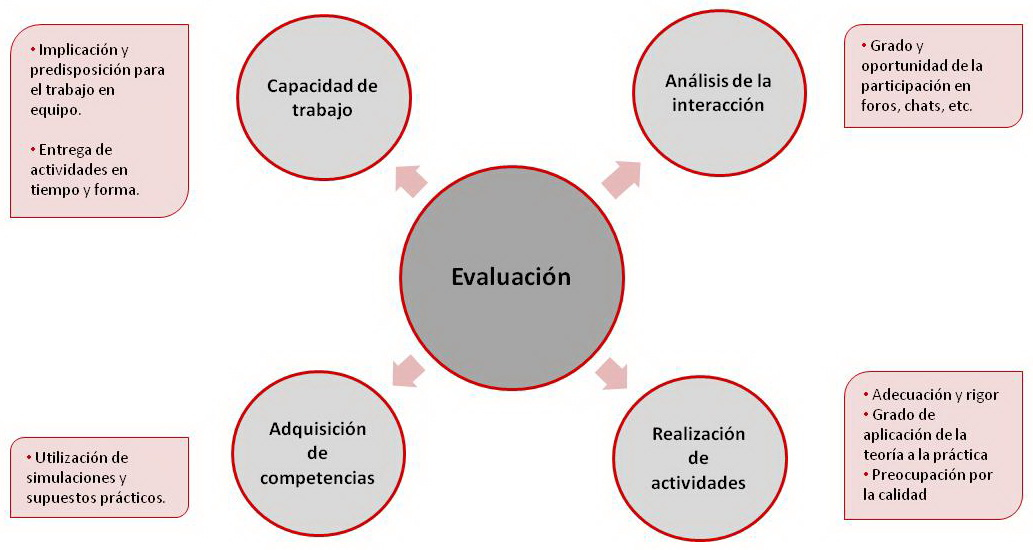 • Implicación y
predisposición para
el trabajo en
equipo.
• Entrega de
actividades en
tiempo y forma.
Capacidad de
trabajo
Análisis de la
interacción
• Grado y
oportunidad de la
participación en
foros, chats, etc.
Evaluación
• Utilización de
simulaciones y
supuestos prácticos.
Adquisición
de
competencias
Realización
de
actividades
• Adecuación y rigor
• Grado de
aplicación de la
teoría a la práctica
• Preocupación por
la calidad